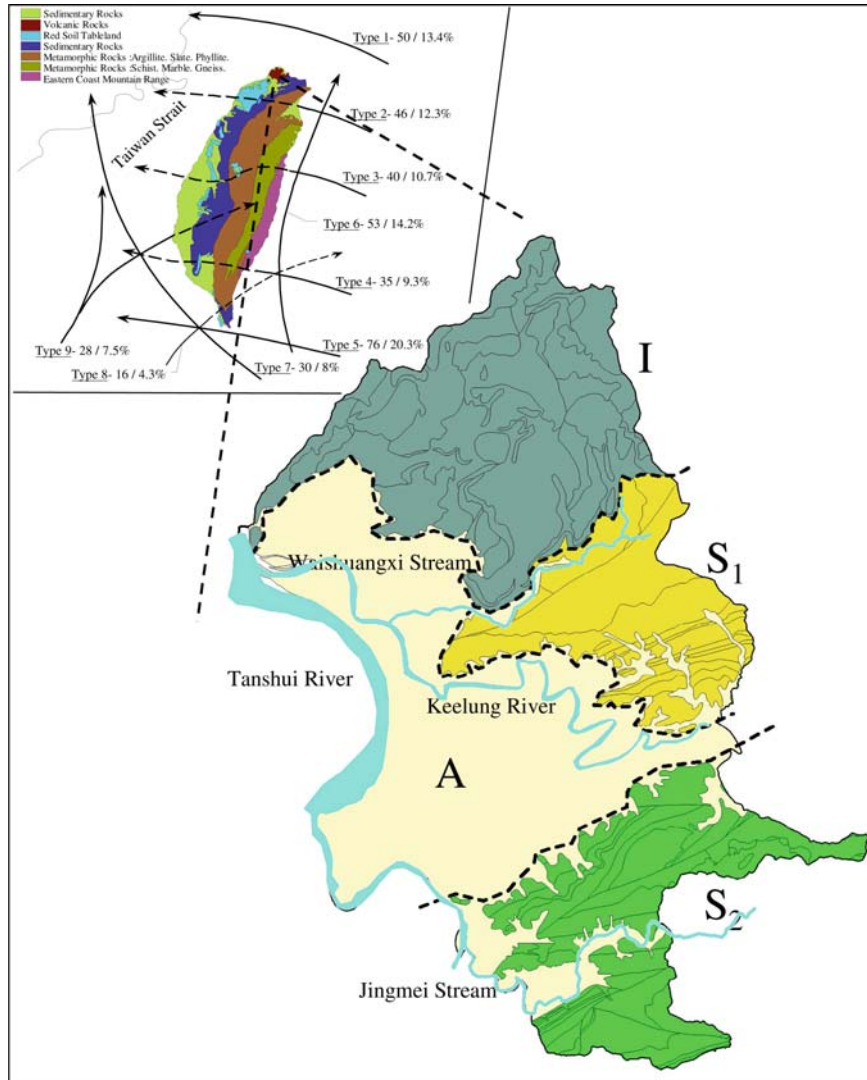 Sedimentary Rocks
Volcanic Rocks
Red Soil Tableland
Sedimentary Rocks
Metamorphic Rocks :Argillite. Slate. Phyllite.
Metamorphic Rocks :Schist. Marble. Gneiss.
Eastern Coast Mountain Range
Type 1- 50 / 13.4%
Type 2- 46 / 12.3%
Taiwan Strait
Type 3- 40 / 10.7%
Type 6- 53 / 14.2%
Type 4- 35 / 9.3%
Type 5- 76 / 20.3%
Type 9- 28 / 7.5%
Type 8- 16 / 4.3%
Type 7- 30 / 8%
I
Waishuangxi Stream
S1
Tanshui River
Keelung River
A
S2
Jingmei Stream